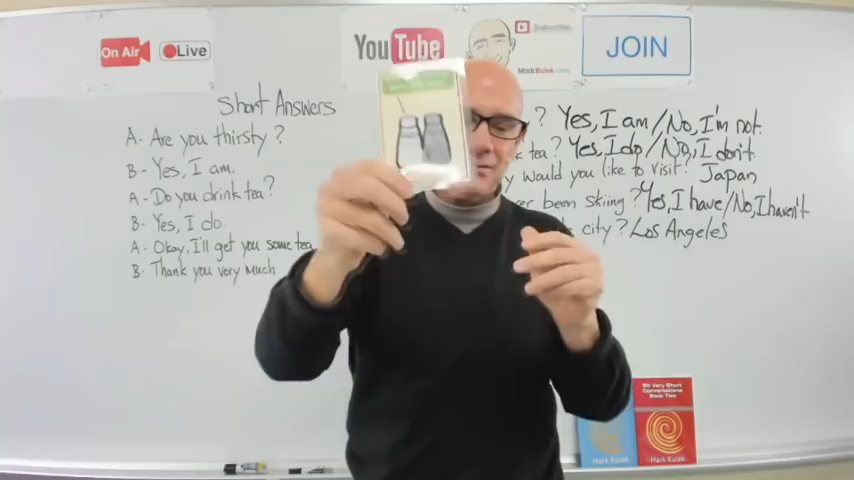 On Air
Live
YouTube
Subscribe
MarkKulek.com
JOIN
Short Answers
A- Are you thirsty?
B- Yes, I am.
A- Do you drink tea?
B- Yes, I do.
A- Okay, I'll get you some tea
B- Thank you very much
? Yes, I am / No, I'm not.
tea? Yes, I do / No, I don't.
would you like to visit? Japan
been skiing? Yes, I have / No, I haven't
city? Los Angeles
MARK KULEK
80 Very Short
Conversations
Book Two
MARK KULEK